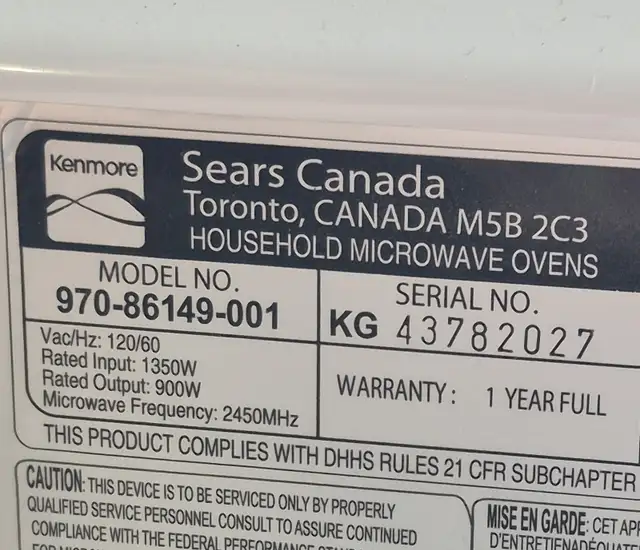 Kenmore
Sears Canada
Toronto, CANADA M5B 2C3
HOUSEHOLD MICROWAVE OVENS
MODEL NO.
970-86149-001
SERIAL NO.
KG 43782027
Vac/Hz: 120/60
Rated Input: 1350W
Rated Output: 900W
Microwave Frequency: 2450MHz
WARRANTY: 1 YEAR FULL
THIS PRODUCT COMPLIES WITH DHHS RULES 21 CFR SUBCHAPTER
CAUTION: THIS DEVICE IS TO BE SERVICED ONLY BY PROPERLY
QUALIFIED SERVICE PERSONNEL CONSULT TO ASSURE CONTINUED
COMPLIANCE WITH THE FEDERAL PERFORMANCE
MISE EN GARDE: CET